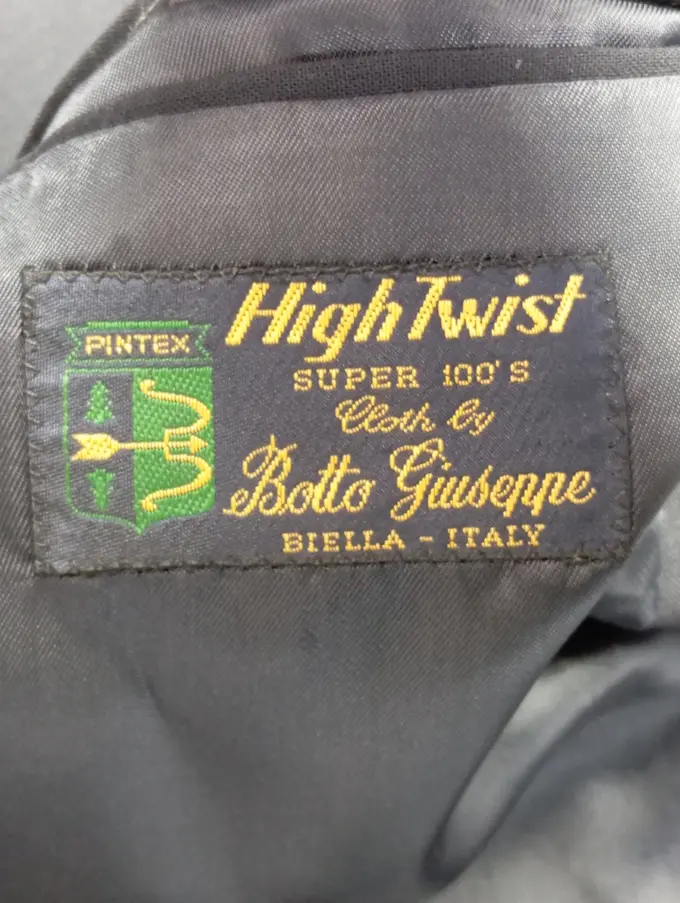 PINTEX
High Twist
SUPER 100'S
Cloth by
Botto Giuseppe
BIELLA - ITALY